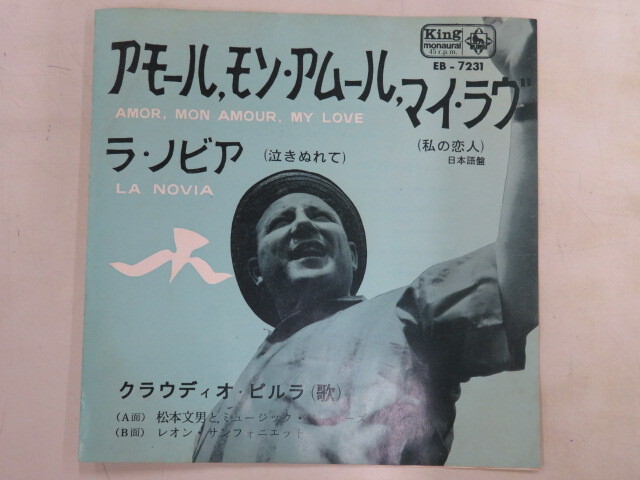 King
monaural
45 r.p.m.
KING
EB-7231
アモール,モン・アムール,マイ・ラヴ
AMOR, MON AMOUR, MY LOVE
(私の恋人)
日本語盤
ラ・ノビア (泣きぬれて)
LA NOVIA
クラウディオ・ビルラ(歌)
(A面) 松本文男とミュージック・
(B面) レオン・サンフォニエット